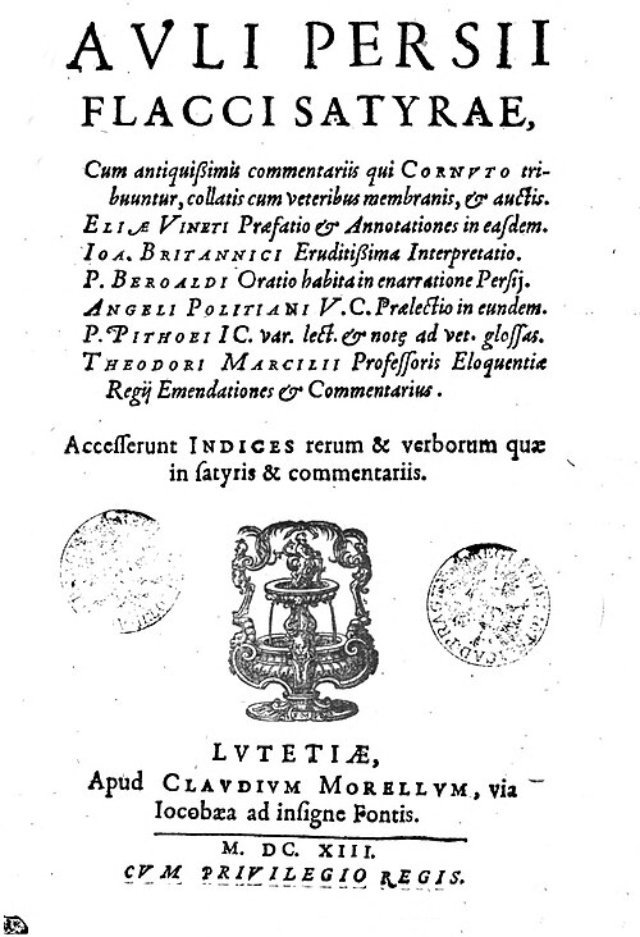 AVLI PERSII
FLACCI SATYRAE,
Cum antiquißimis commentariis qui CORNVTO tri-
buuntur, collatis cum veteribus membranis, & auctis.
ELIÆ VINETI Præfatio & Annotationes in easdem.
IOA. BRITANNICI Eruditißima Interpretatio.
P. BEROALDI Oratio habita in enarratione Persij.
ANGELI POLITIANI V.C. Prælectio in eundem.
P. PITHOEI IC. var. lect. & notę ad vet. glossas.
THEODORI MARCILII Professoris Eloquentiæ
Regij Emendationes & Commentarius.
Accesserunt INDICES rerum & verborum quæ
in satyris & commentariis.
LVTETIÆ,
Apud CLAVDIVM MORELLVM, via
Iocobæa ad insigne Fontis.
M. DC. XIII.
CVM PRIVILEGIO REGIS.